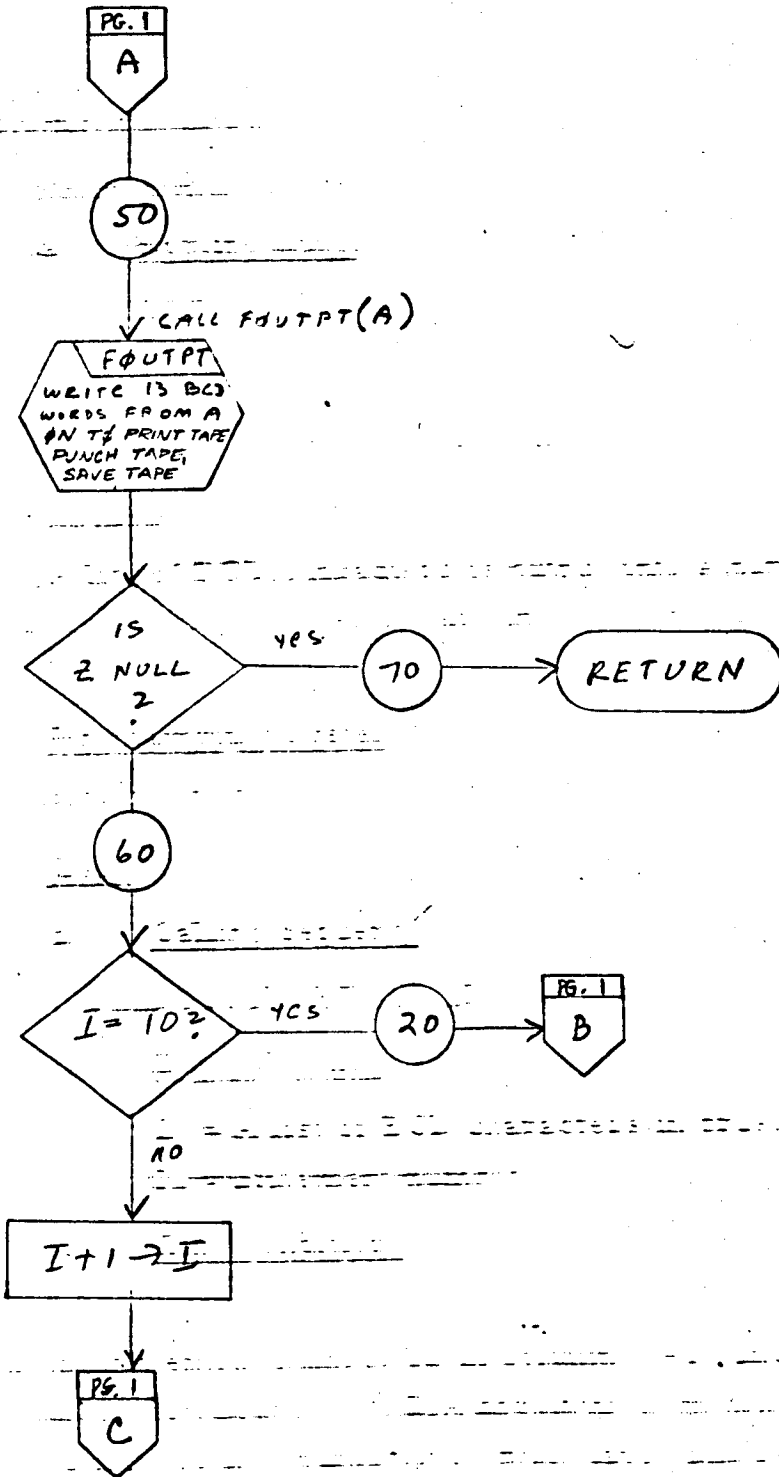 PG. 1
A
50
CALL FØUTPT(A)
FØUTPT
WRITE 13 BCD
WORDS FROM A
ØN TØ PRINT TAPE
PUNCH TAPE,
SAVE TAPE
IS
Z NULL
?
yes
70
RETURN
60
I = 10?
yes
20
PG. 1
B
no
I + 1 → I
PG. 1
C